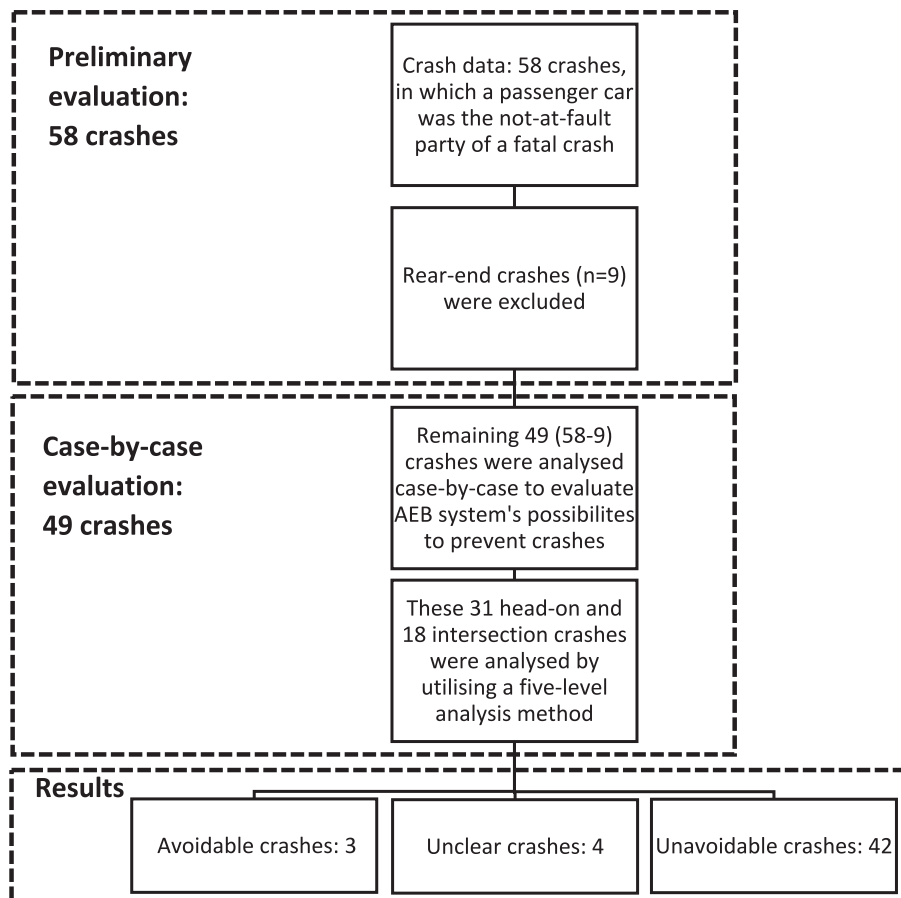 Preliminary
evaluation:
58 crashes
Crash data: 58 crashes,
in which a passenger car
was the not-at-fault
party of a fatal crash
Rear-end crashes (n=9)
were excluded
Case-by-case
evaluation:
49 crashes
Remaining 49 (58-9)
crashes were analysed
case-by-case to evaluate
AEB system's possibilites
to prevent crashes
These 31 head-on and
18 intersection crashes
were analysed by
utilising a five-level
analysis method
Results
Avoidable crashes: 3
Unclear crashes: 4
Unavoidable crashes: 42